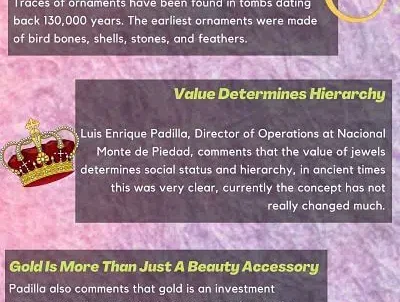 Traces of ornaments have been found in tombs dating
back 130,000 years. The earliest ornaments were made
of bird bones, shells, stones, and feathers.
Value Determines Hierarchy
Luis Enrique Padilla, Director of Operations at Nacional
Monte de Piedad, comments that the value of jewels
determines social status and hierarchy, in ancient times
this was very clear, currently the concept has not
really changed much.
Gold Is More Than Just A Beauty Accessory
Padilla also comments that gold is an investment